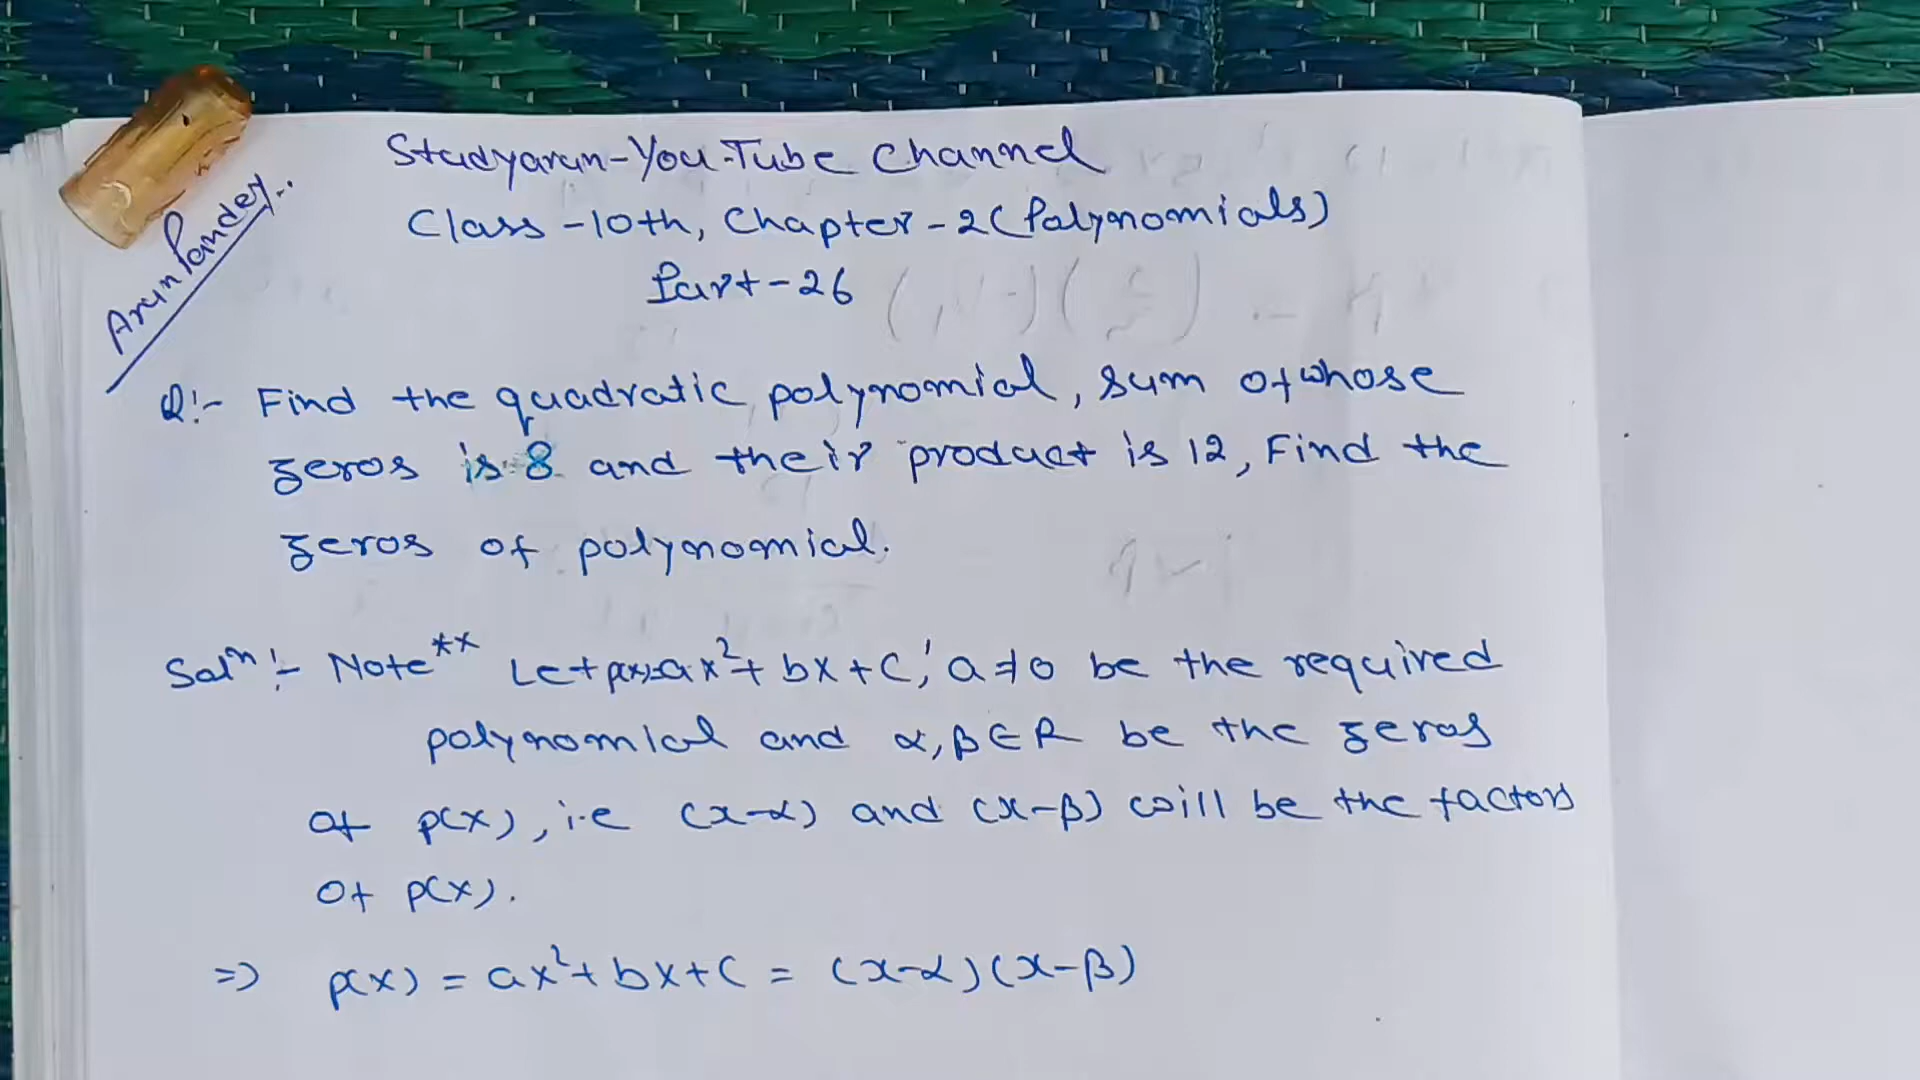 Arun Pandey..
Studyarun-You-Tube Channel
Class-10th, Chapter-2(Polynomials)
Part-26
Q:- Find the quadratic polynomial, sum of whose
zeros is 8 and their product is 12, Find the
zeros of polynomial.
Solⁿ:- Note** Let p(x)=ax²+bx+c, a≠0 be the required
polynomial and α,β∈R be the zeros
of p(x), i.e (x-α) and (x-β) will be the factors
of p(x).
=> p(x) = ax²+bx+c = (x-α)(x-β)